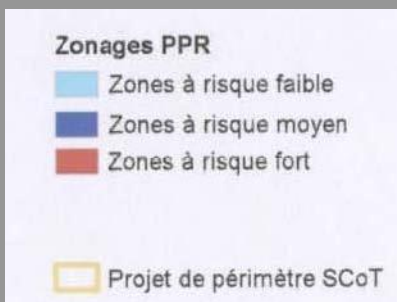 Zonages PPR
Zones à risque faible
Zones à risque moyen
Zones à risque fort
Projet de périmètre SCoT